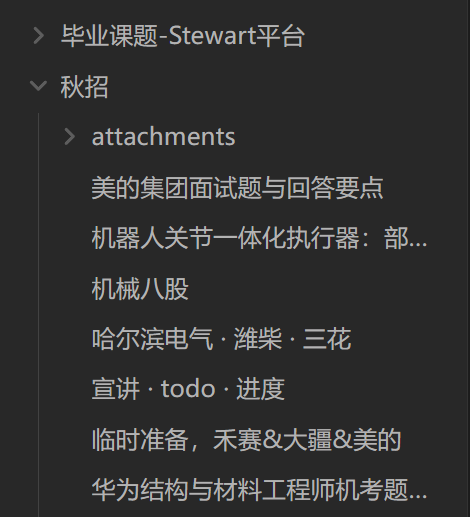 毕业课题-Stewart平台
秋招
attachments
美的集团面试题与回答要点
机器人关节一体化执行器：部...
机械八股
哈尔滨电气 · 潍柴 · 三花
宣讲 · todo · 进度
临时准备，禾赛&大疆&美的
华为结构与材料工程师机考题...